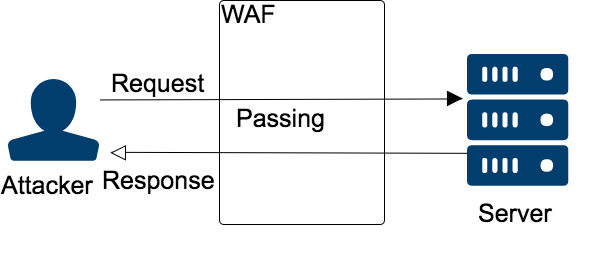 WAF
Request
Passing
Response
Attacker
Server